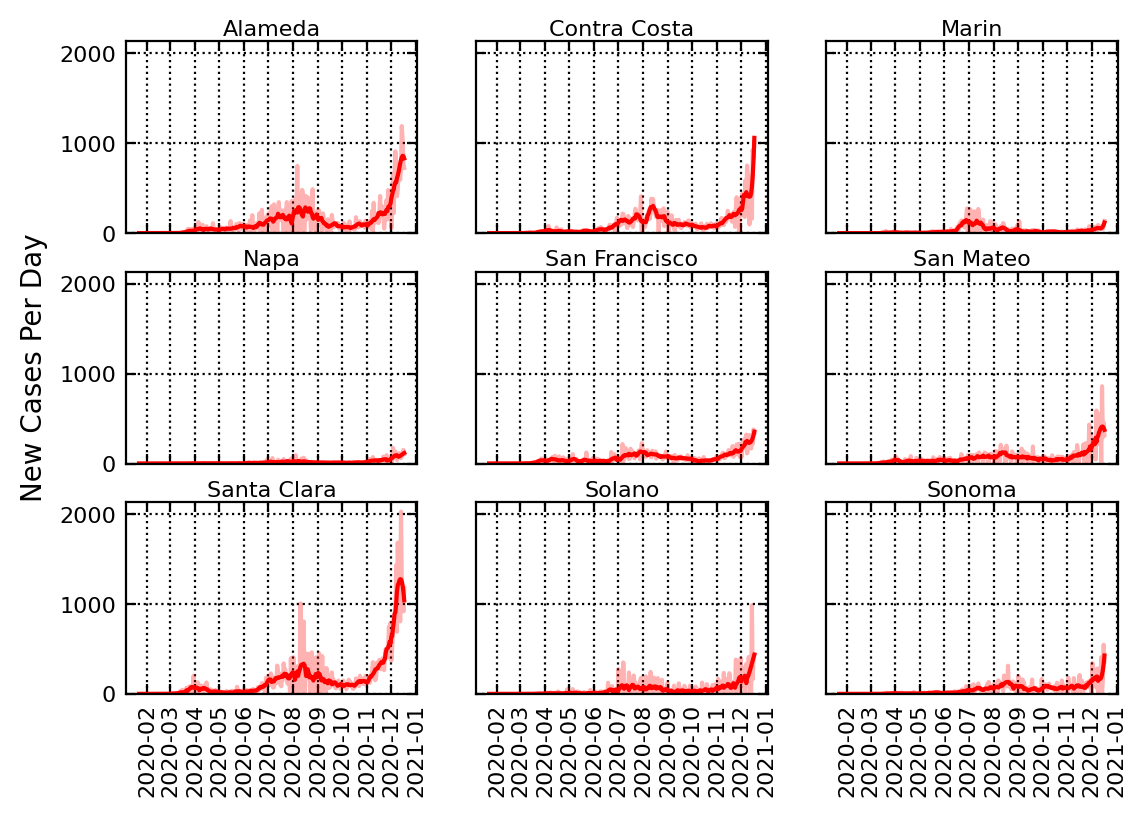 Alameda Contra Costa Marin
2000
1000
0
Napa San Francisco San Mateo
2000
1000
0
Santa Clara Solano Sonoma
2000
1000
0
New Cases Per Day
2020-02 2020-03 2020-04 2020-05 2020-06 2020-07 2020-08 2020-09 2020-10 2020-11 2020-12 2021-01
2020-02 2020-03 2020-04 2020-05 2020-06 2020-07 2020-08 2020-09 2020-10 2020-11 2020-12 2021-01
2020-02 2020-03 2020-04 2020-05 2020-06 2020-07 2020-08 2020-09 2020-10 2020-11 2020-12 2021-01